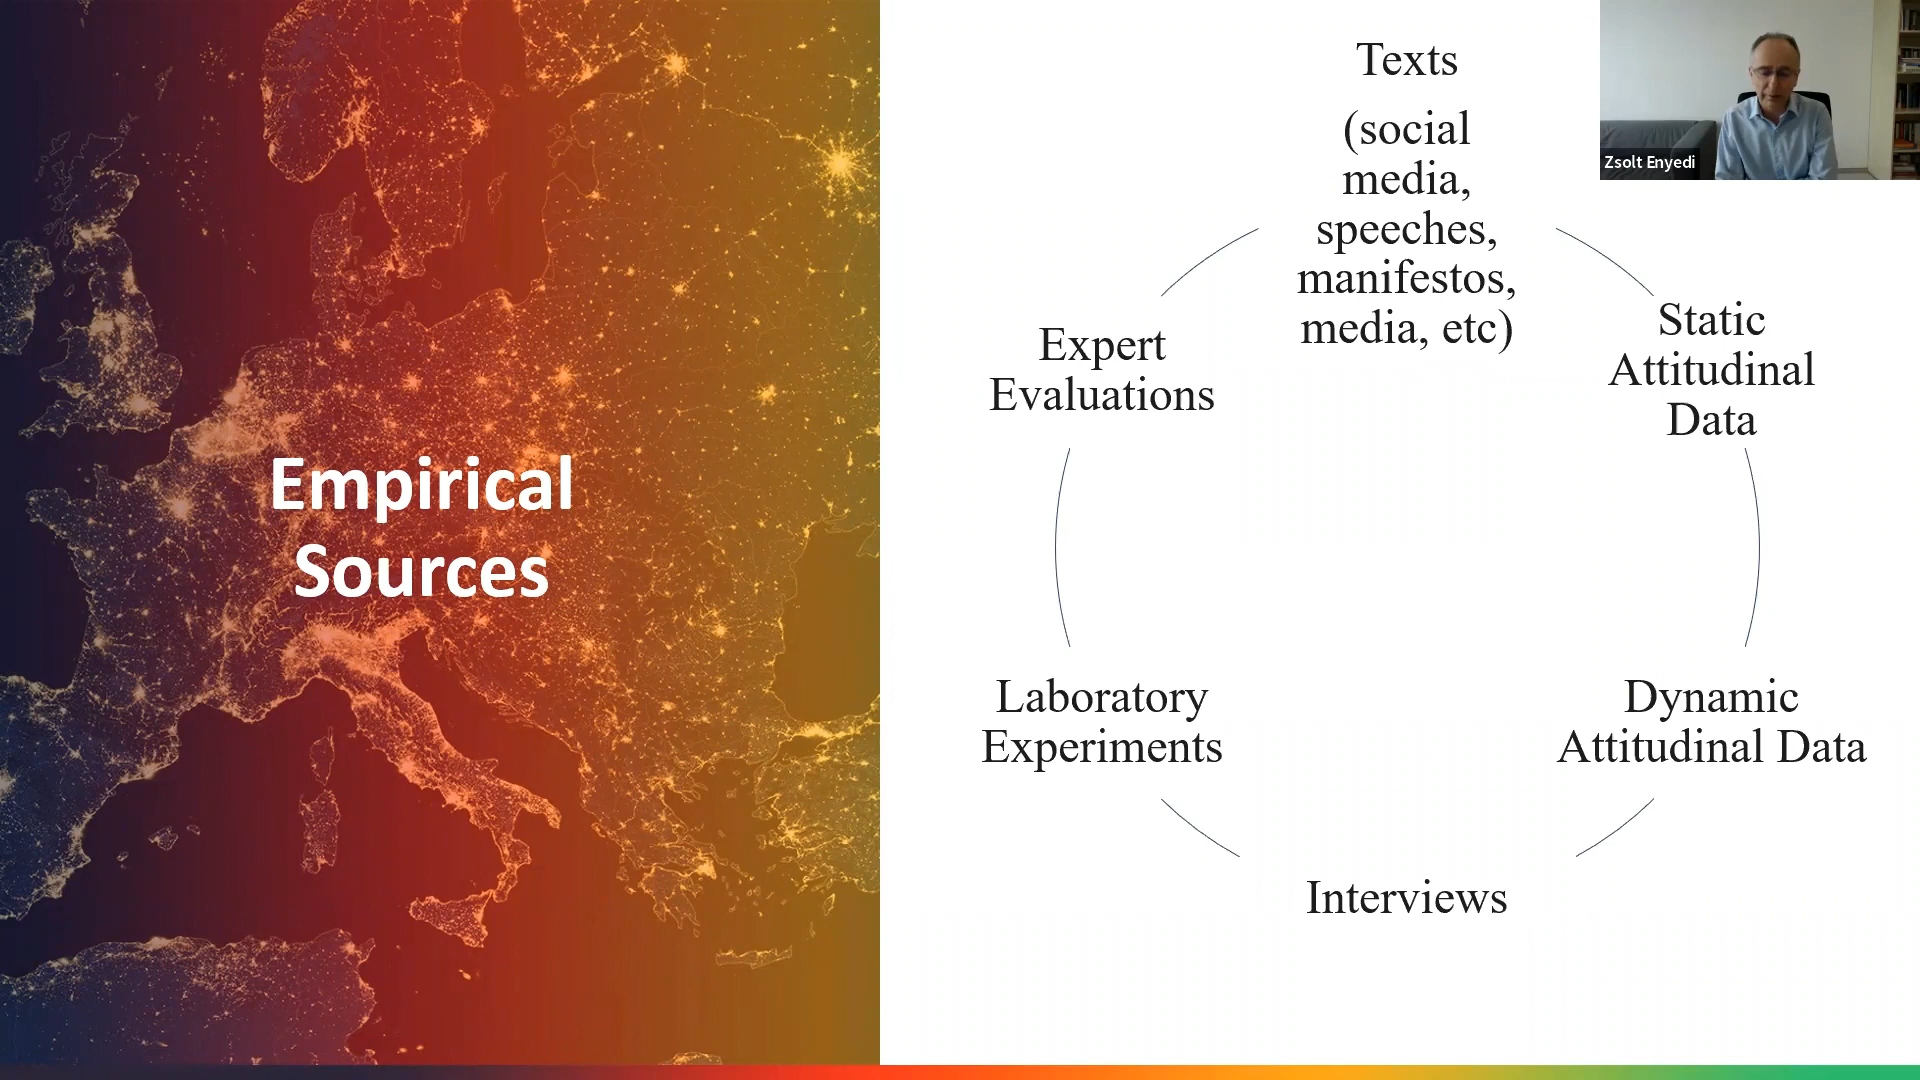 Empirical
Sources
Texts
(social
media,
speeches,
manifestos,
media, etc)
Static
Attitudinal
Data
Dynamic
Attitudinal Data
Interviews
Laboratory
Experiments
Expert
Evaluations
Zsolt Enyedi